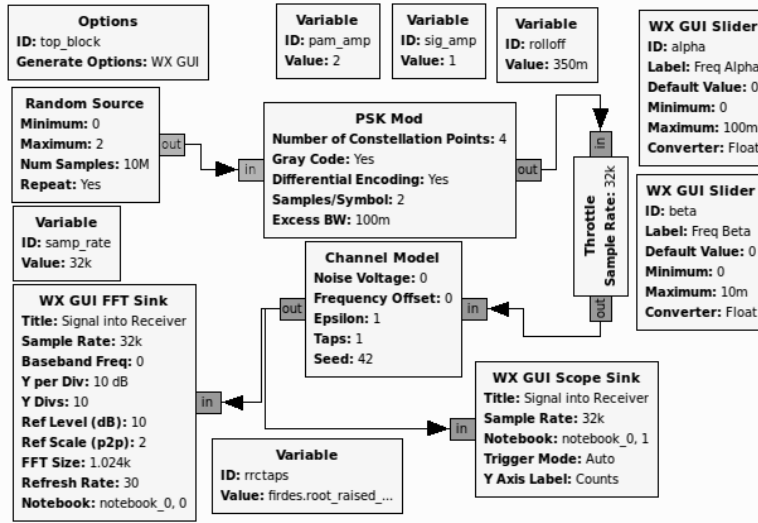 Options
ID: top_block
Generate Options: WX GUI
Variable
ID: pam_amp
Value: 2
Variable
ID: sig_amp
Value: 1
Variable
ID: rolloff
Value: 350m
WX GUI Slider
ID: alpha
Label: Freq Alpha
Default Value: 0
Minimum: 0
Maximum: 100m
Converter: Float
Random Source
Minimum: 0
Maximum: 2
Num Samples: 10M
Repeat: Yes
out
in
PSK Mod
Number of Constellation Points: 4
Gray Code: Yes
Differential Encoding: Yes
Samples/Symbol: 2
Excess BW: 100m
out
in
Throttle
Sample Rate: 32k
out
WX GUI Slider
ID: beta
Label: Freq Beta
Default Value: 0
Minimum: 0
Maximum: 10m
Converter: Float
Variable
ID: samp_rate
Value: 32k
Channel Model
Noise Voltage: 0
Frequency Offset: 0
Epsilon: 1
Taps: 1
Seed: 42
out
in
WX GUI FFT Sink
Title: Signal into Receiver
Sample Rate: 32k
Baseband Freq: 0
Y per Div: 10 dB
Y Divs: 10
Ref Level (dB): 10
Ref Scale (p2p): 2
FFT Size: 1.024k
Refresh Rate: 30
Notebook: notebook_0, 0
in
in
WX GUI Scope Sink
Title: Signal into Receiver
Sample Rate: 32k
Notebook: notebook_0, 1
Trigger Mode: Auto
Y Axis Label: Counts
Variable
ID: rrctaps
Value: firdes.root_raised_...